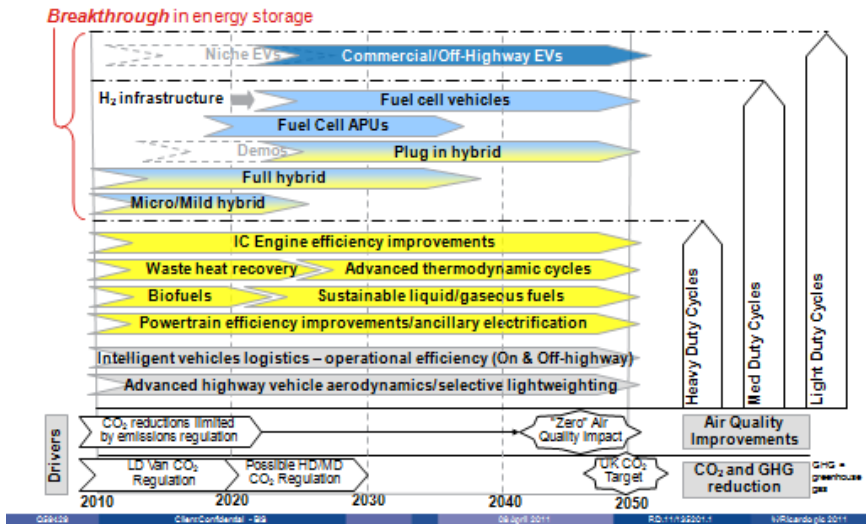 Breakthrough in energy storage
Niche EVs
Commercial/Off-Highway EVs
H₂ infrastructure
Fuel cell vehicles
Fuel Cell APUs
Demos
Plug in hybrid
Full hybrid
Micro/Mild hybrid
IC Engine efficiency improvements
Waste heat recovery
Advanced thermodynamic cycles
Biofuels
Sustainable liquid/gaseous fuels
Powertrain efficiency improvements/ancillary electrification
Intelligent vehicles logistics – operational efficiency (On & Off-highway)
Advanced highway vehicle aerodynamics/selective lightweighting
Heavy Duty Cycles
Med Duty Cycles
Light Duty Cycles
Drivers
CO₂ reductions limited
by emissions regulation
"Zero" Air
Quality Impact
Air Quality
Improvements
LD Van CO₂
Regulation
Possible HD/MD
CO₂ Regulation
UK CO₂
Target
CO₂ and GHG
reduction
GHG =
greenhouse
gas
2010
2020
2030
2040
2050
Client Confidential - BIS
08 April 2011
RD.11/135201.1
© Ricardo plc 2011